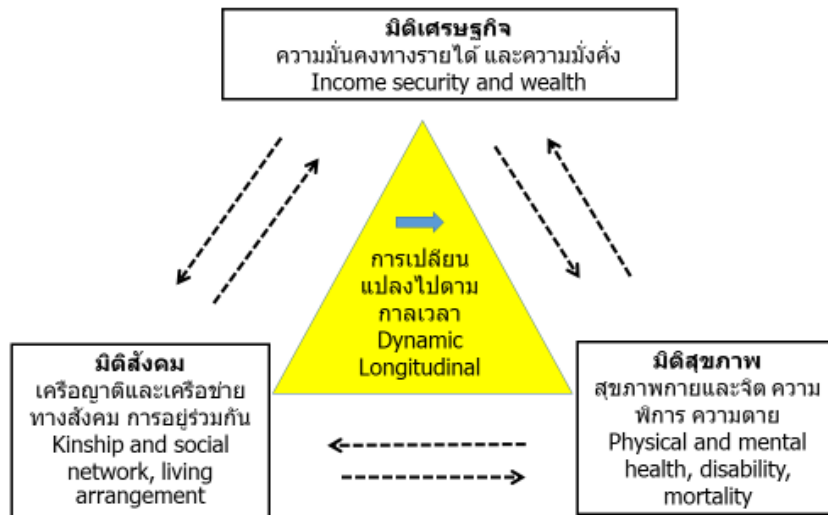 มิติเศรษฐกิจ
ความมั่นคงทางรายได้ และความมั่งคั่ง
Income security and wealth
การเปลี่ยน
แปลงไปตาม
กาลเวลา
Dynamic
Longitudinal
มิติสังคม
เครือญาติและเครือข่าย
ทางสังคม การอยู่ร่วมกัน
Kinship and social
network, living
arrangement
มิติสุขภาพ
สุขภาพกายและจิต ความ
พิการ ความตาย
Physical and mental
health, disability,
mortality